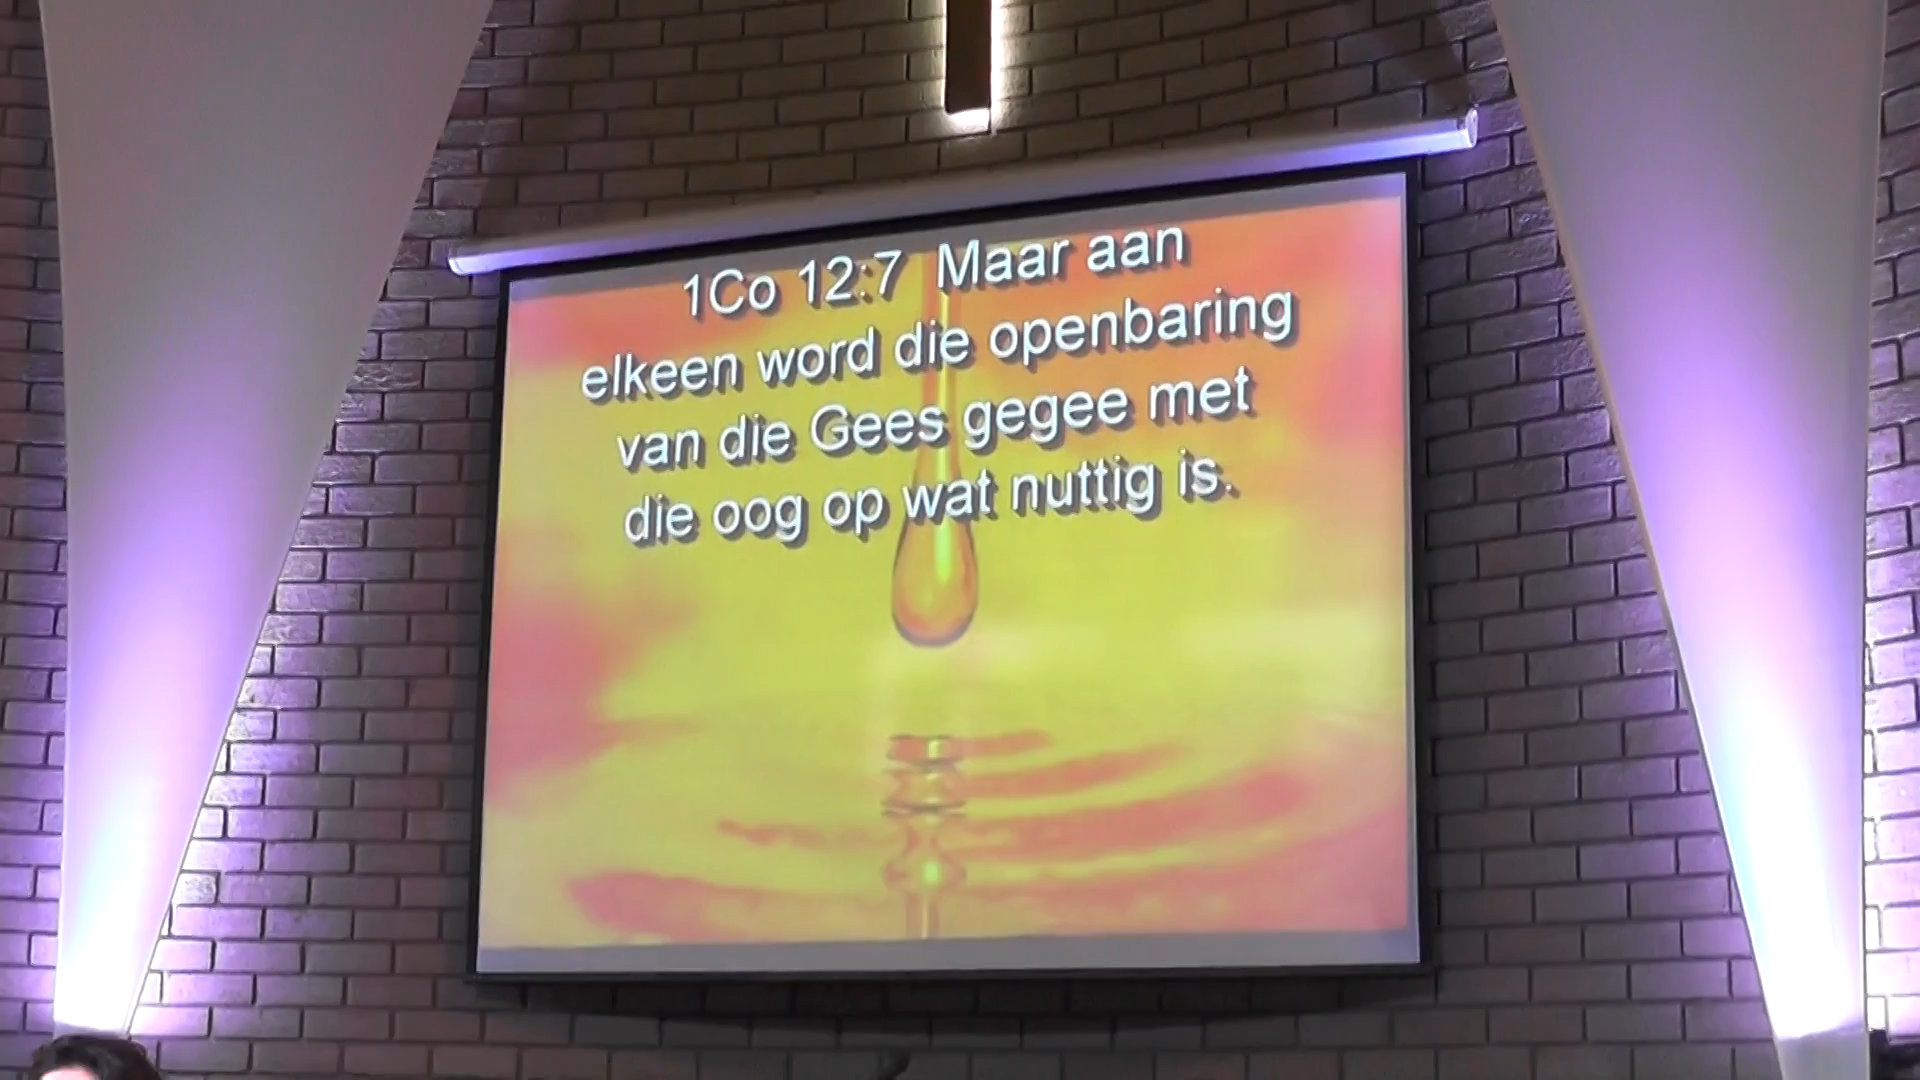 1Co 12:7 Maar aan
elkeen word die openbaring
van die Gees gegee met
die oog op wat nuttig is.